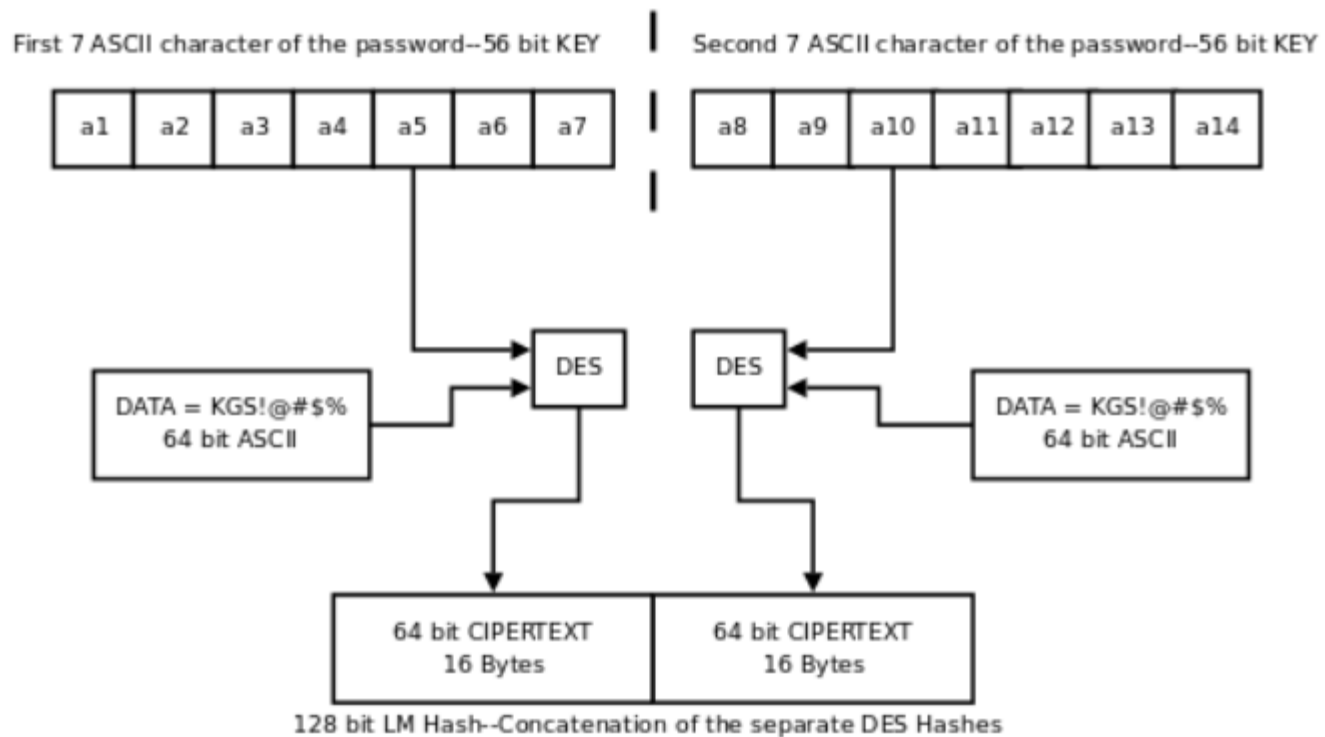 First 7 ASCII character of the password--56 bit KEY
Second 7 ASCII character of the password--56 bit KEY
a1 a2 a3 a4 a5 a6 a7
a8 a9 a10 a11 a12 a13 a14
DES
DES
DATA = KGS!@#$%
64 bit ASCII
DATA = KGS!@#$%
64 bit ASCII
64 bit CIPERTEXT
16 Bytes
64 bit CIPERTEXT
16 Bytes
128 bit LM Hash--Concatenation of the separate DES Hashes